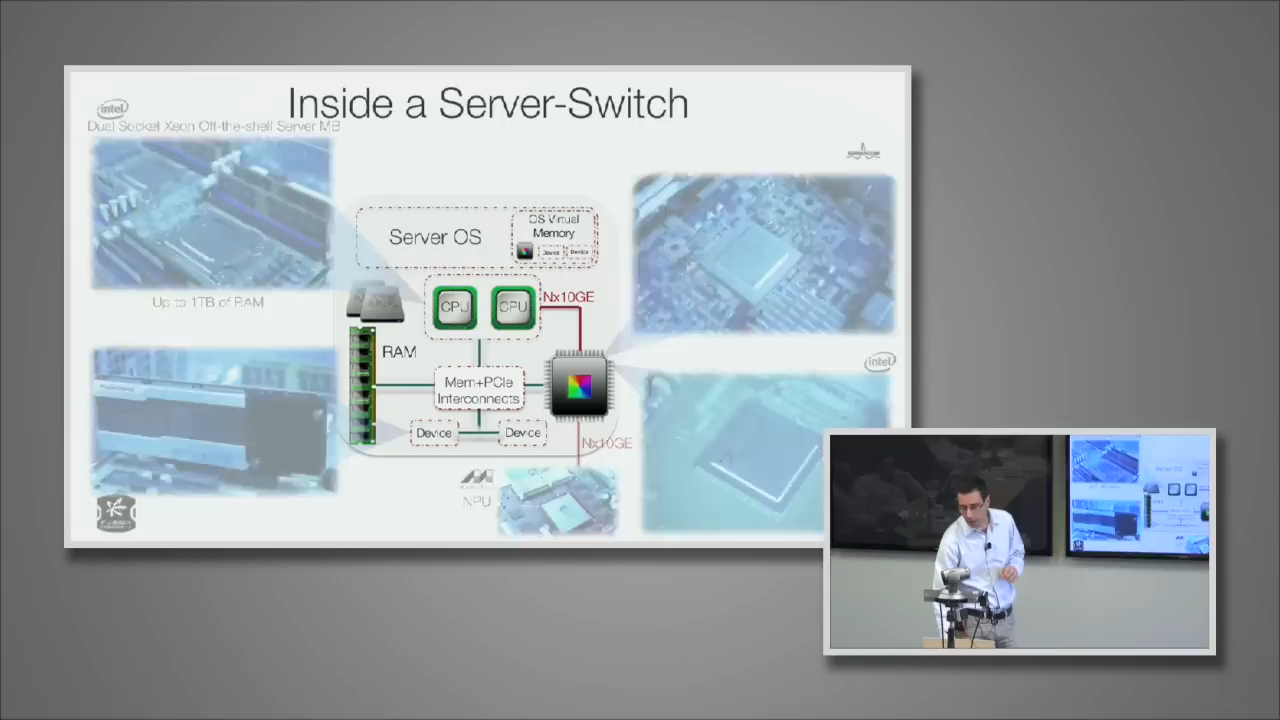 Inside a Server-Switch
intel
Dual Socket Xeon 'Off-the-shelf' Server MB
Server OS
OS Virtual
Memory
Device
Device
Up to 1TB of RAM
CPU
CPU
Nx10GE
RAM
intel
Mem+PCIe
Interconnects
Device
Device
Nx10GE
NPU